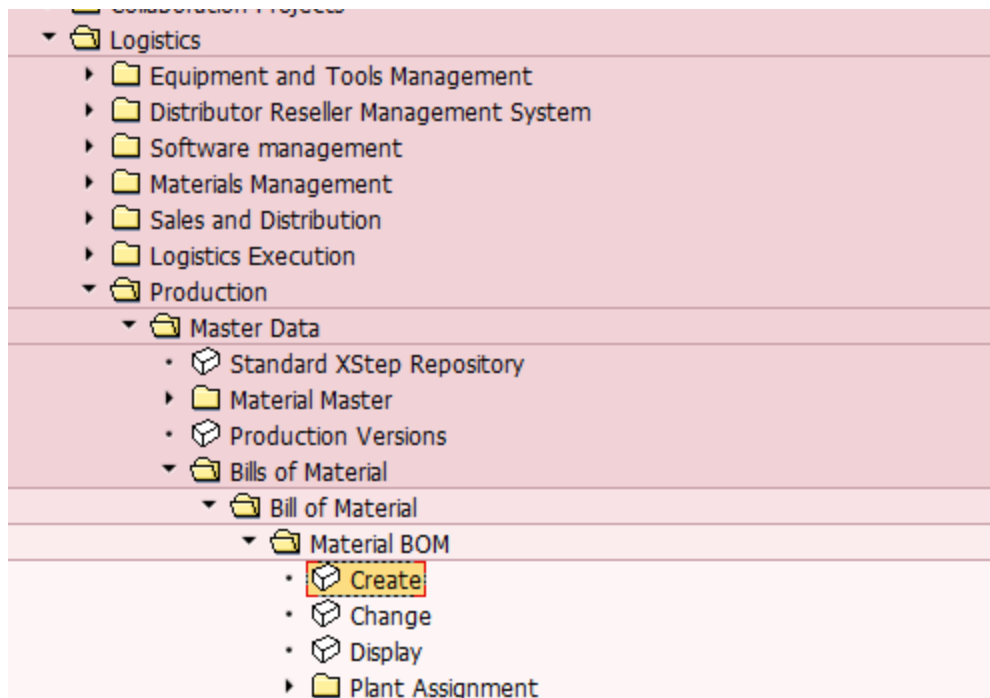 Collaboration Projects
Logistics
Equipment and Tools Management
Distributor Reseller Management System
Software management
Materials Management
Sales and Distribution
Logistics Execution
Production
Master Data
Standard XStep Repository
Material Master
Production Versions
Bills of Material
Bill of Material
Material BOM
Create
Change
Display
Plant Assignment